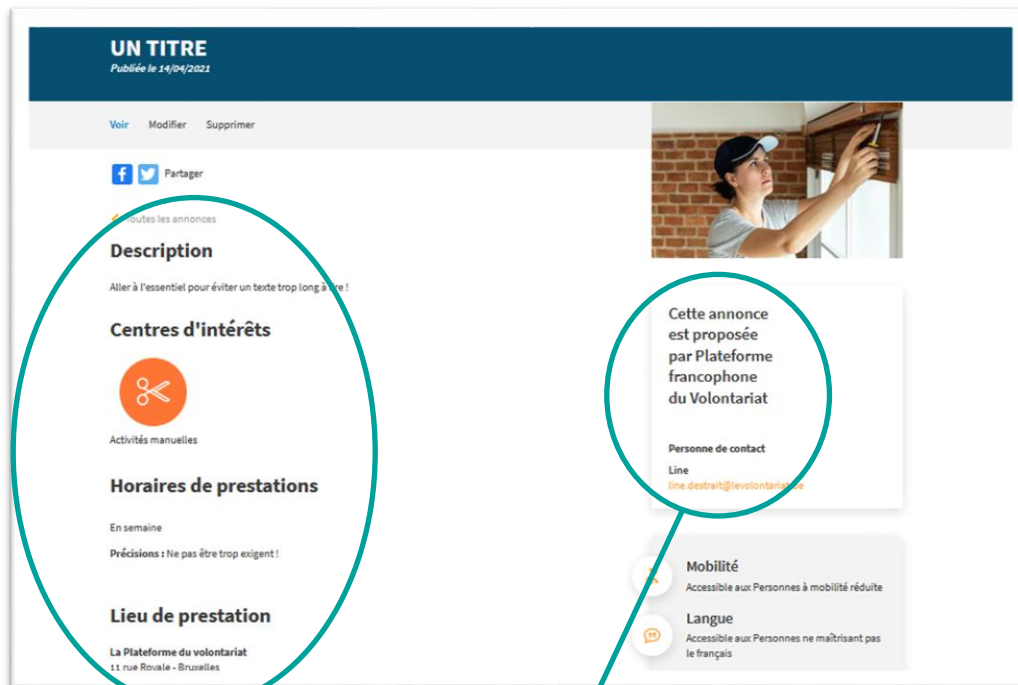 UN TITRE
Publiée le 14/04/2021
Voir Modifier Supprimer
Partager
Toutes les annonces
Description
Aller à l'essentiel pour éviter un texte trop long à lire !
Centres d'intérêts
Activités manuelles
Horaires de prestations
En semaine
Précisions : Ne pas être trop exigent !
Lieu de prestation
La Plateforme du volontariat
11 rue Royale - Bruxelles
Cette annonce
est proposée
par Plateforme
francophone
du Volontariat
Personne de contact
Line
line.destrait@levolontariat.be
Mobilité
Accessible aux Personnes à mobilité réduite
Langue
Accessible aux Personnes ne maîtrisant pas
le français